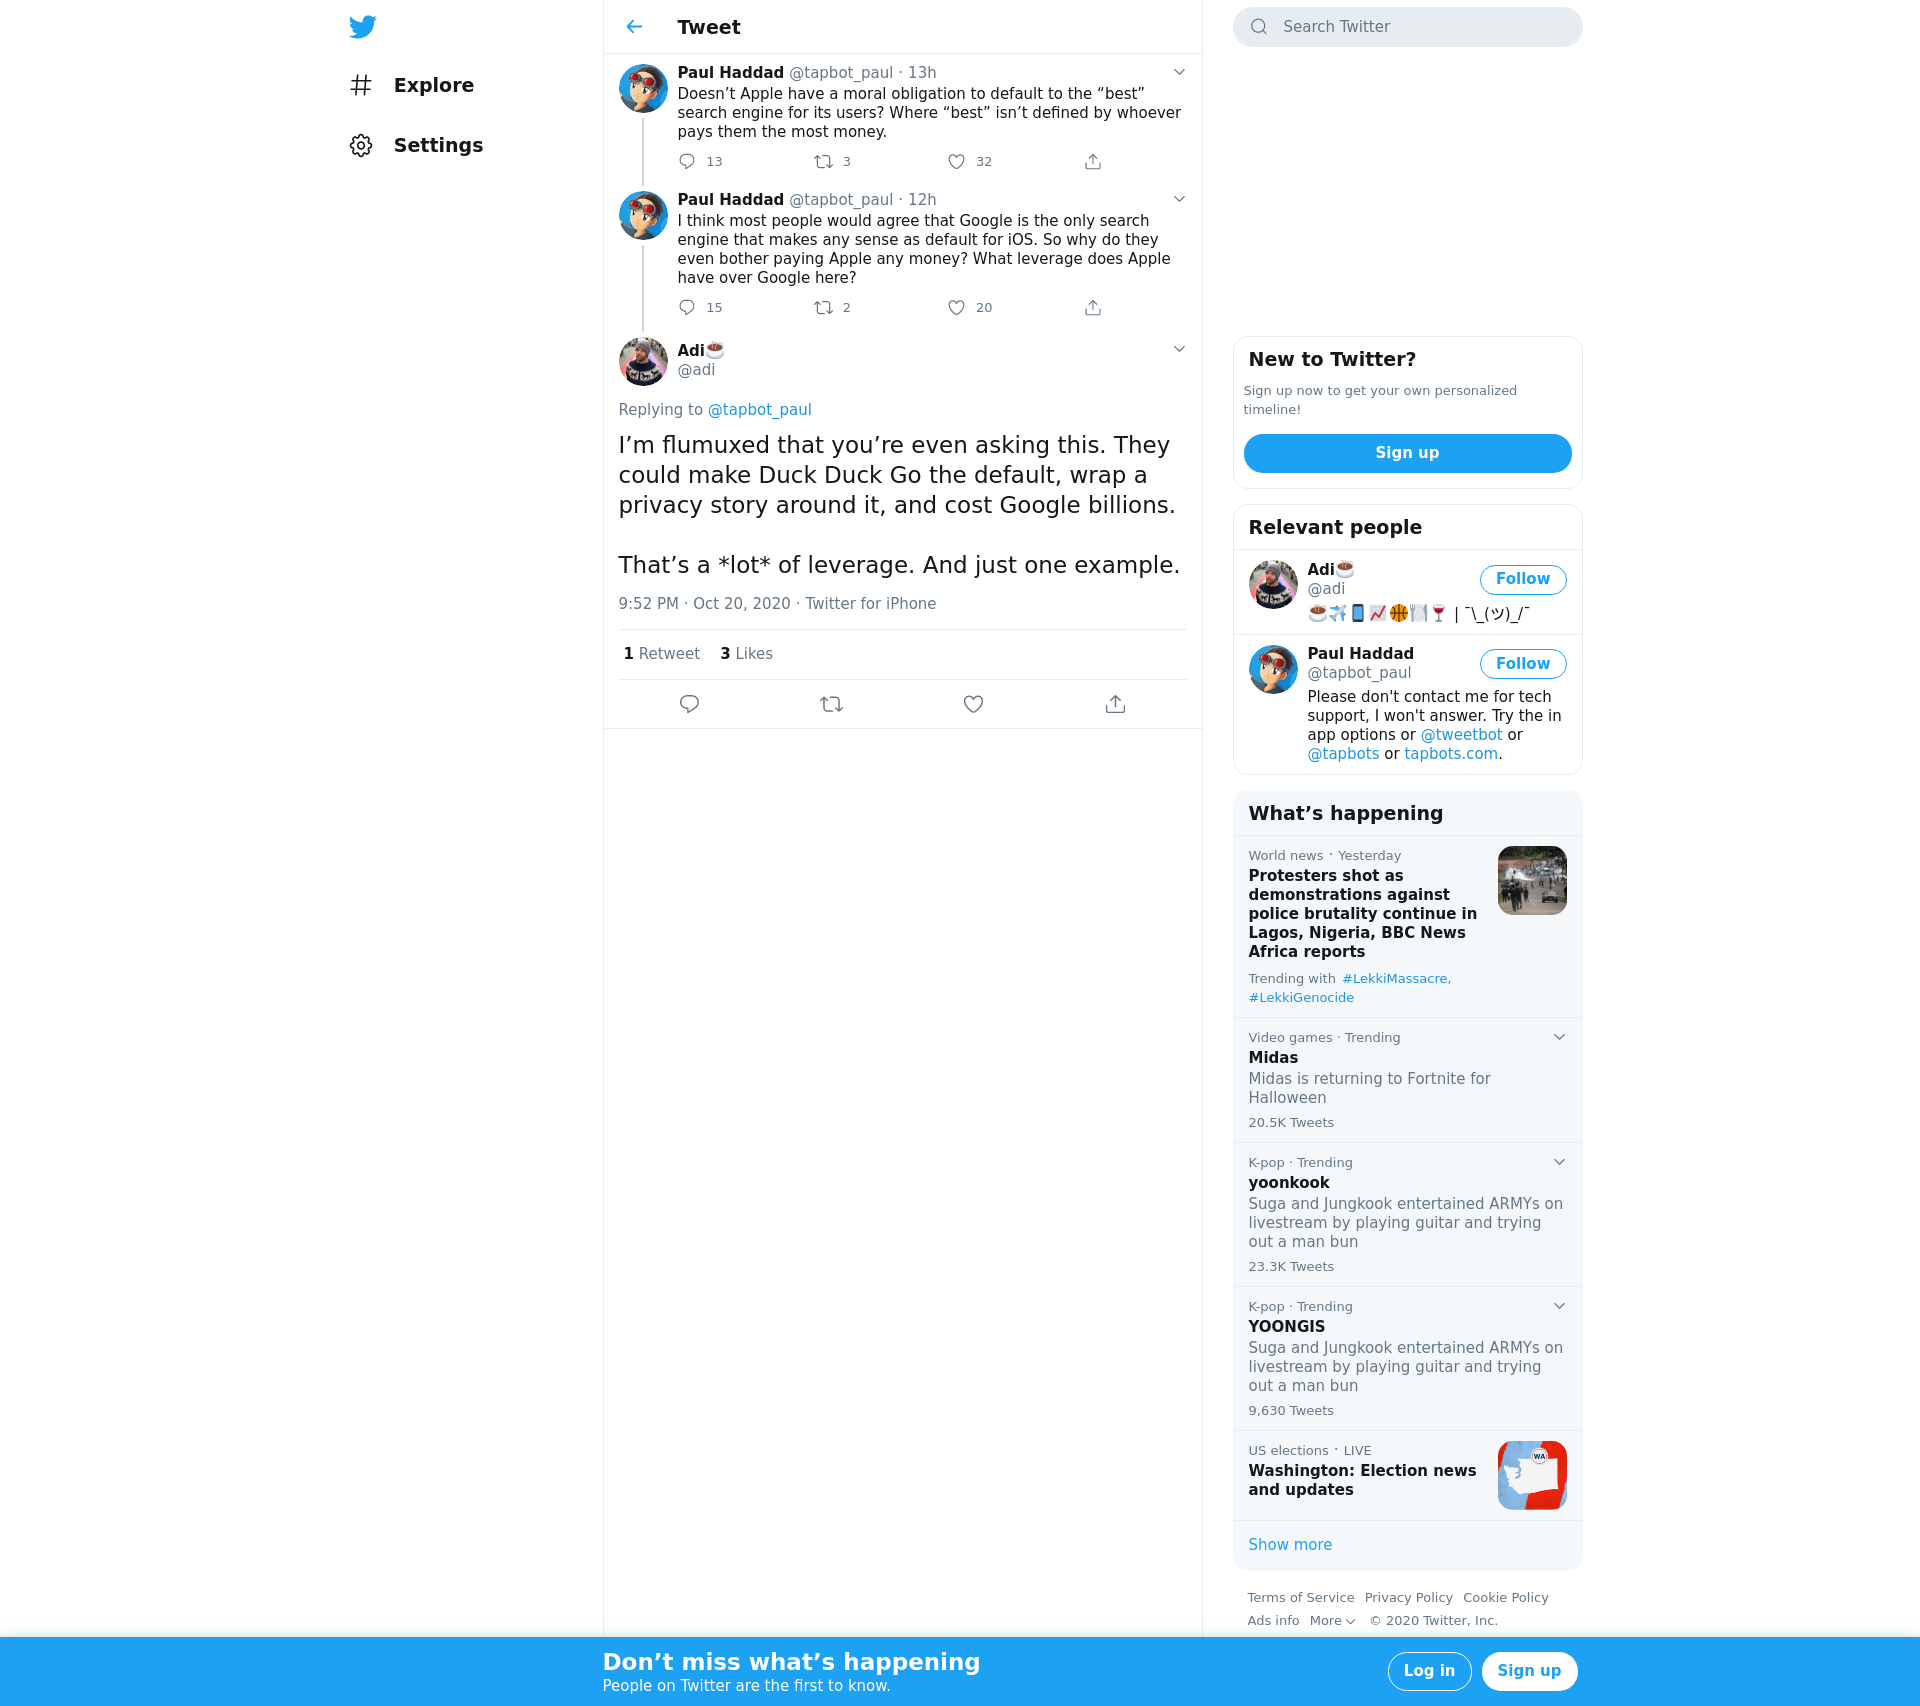 Explore
Settings
Tweet
Paul Haddad @tapbot_paul · 13h
Doesn’t Apple have a moral obligation to default to the “best”
search engine for its users? Where “best” isn’t defined by whoever
pays them the most money.
13 3 32
Paul Haddad @tapbot_paul · 12h
I think most people would agree that Google is the only search
engine that makes any sense as default for iOS. So why do they
even bother paying Apple any money? What leverage does Apple
have over Google here?
15 2 20
Adi☕
@adi
Replying to @tapbot_paul
I’m flumuxed that you’re even asking this. They
could make Duck Duck Go the default, wrap a
privacy story around it, and cost Google billions.
That’s a *lot* of leverage. And just one example.
9:52 PM · Oct 20, 2020 · Twitter for iPhone
1 Retweet 3 Likes
Search Twitter
New to Twitter?
Sign up now to get your own personalized
timeline!
Sign up
Relevant people
Adi☕
@adi
Follow
☕✈️📱📈🏀🍽️🍷 | ¯\_(ツ)_/¯
Paul Haddad
@tapbot_paul
Follow
Please don't contact me for tech
support, I won't answer. Try the in
app options or @tweetbot or
@tapbots or tapbots.com.
What’s happening
World news · Yesterday
Protesters shot as
demonstrations against
police brutality continue in
Lagos, Nigeria, BBC News
Africa reports
Trending with #LekkiMassacre,
#LekkiGenocide
Video games · Trending
Midas
Midas is returning to Fortnite for
Halloween
20.5K Tweets
K-pop · Trending
yoonkook
Suga and Jungkook entertained ARMYs on
livestream by playing guitar and trying
out a man bun
23.3K Tweets
K-pop · Trending
YOONGIS
Suga and Jungkook entertained ARMYs on
livestream by playing guitar and trying
out a man bun
9,630 Tweets
US elections · LIVE
Washington: Election news
and updates
WA
Show more
Terms of Service Privacy Policy Cookie Policy
Ads info More © 2020 Twitter, Inc.
Don’t miss what’s happening
People on Twitter are the first to know.
Log in
Sign up